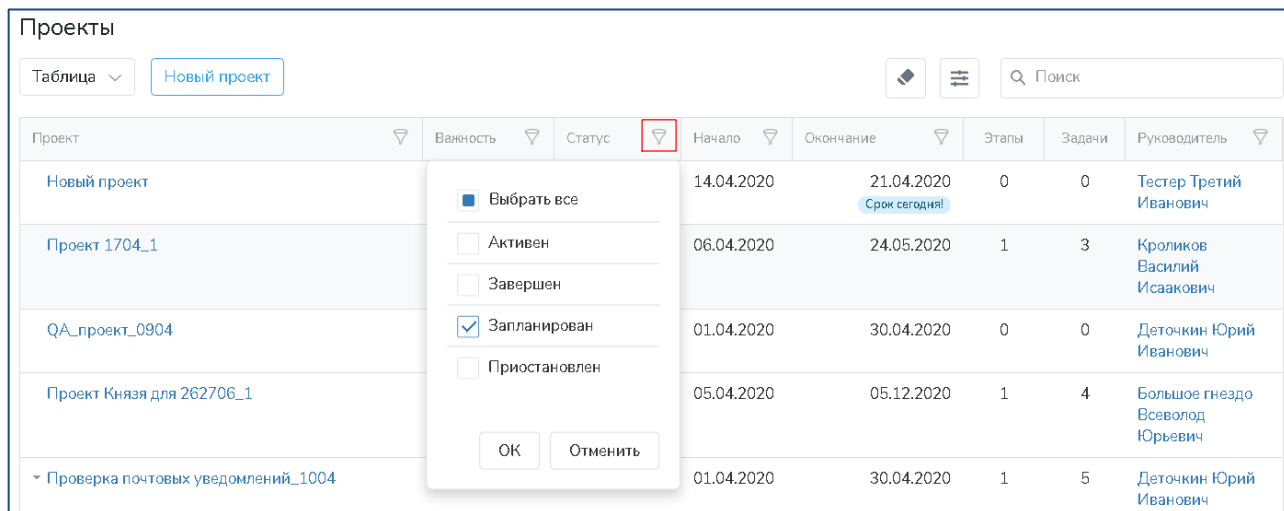 Проекты
Таблица Новый проект Поиск
Проект Важность Статус Начало Окончание Этапы Задачи Руководитель
Новый проект 14.04.2020 21.04.2020 0 0 Тестер Третий
Срок сегодня! Иванович
Выбрать все
Проект 1704_1 06.04.2020 24.05.2020 1 3 Кроликов
Василий
Исаакович
Активен
Завершен
QA_проект_0904 01.04.2020 30.04.2020 0 0 Деточкин Юрий
Иванович
Запланирован
Приостановлен
Проект Князя для 262706_1 05.04.2020 05.12.2020 1 4 Большое гнездо
Всеволод
Юрьевич
ОК Отменить
Проверка почтовых уведомлений_1004 01.04.2020 30.04.2020 1 5 Деточкин Юрий
Иванович